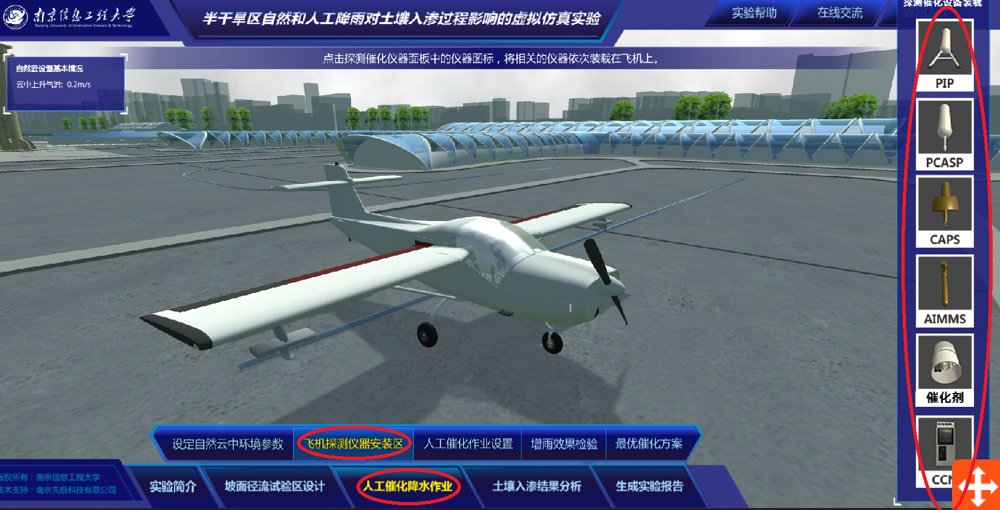 南京信息工程大学
Nanjing University of Information Science & Technology
半干旱区自然和人工降雨对土壤入渗过程影响的虚拟仿真实验
实验帮助
在线交流
返回首页
探测催化设备装载
点击探测催化仪器面板中的仪器图标，将相关的仪器依次装载在飞机上。
自然云设置基本情况
云中上升气流: 0.2m/s
PIP
PCASP
CAPS
AIMMS
催化剂
CCN
设定自然云中环境参数
飞机探测仪器安装区
人工催化作业设置
增雨效果检验
最优催化方案
版权所有：南京信息工程大学
技术支持：南京先极科技有限公司
实验简介
坡面径流试验区设计
人工催化降水作业
土壤入渗结果分析
生成实验报告